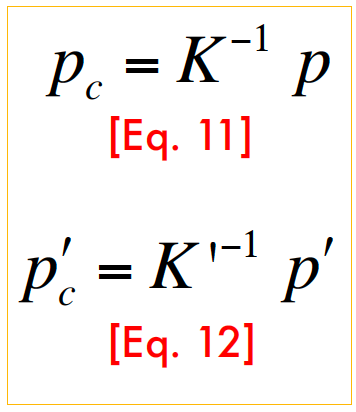 p_c = K^{-1} p
[Eq. 11]
p'_c = K'^{-1} p'
[Eq. 12]